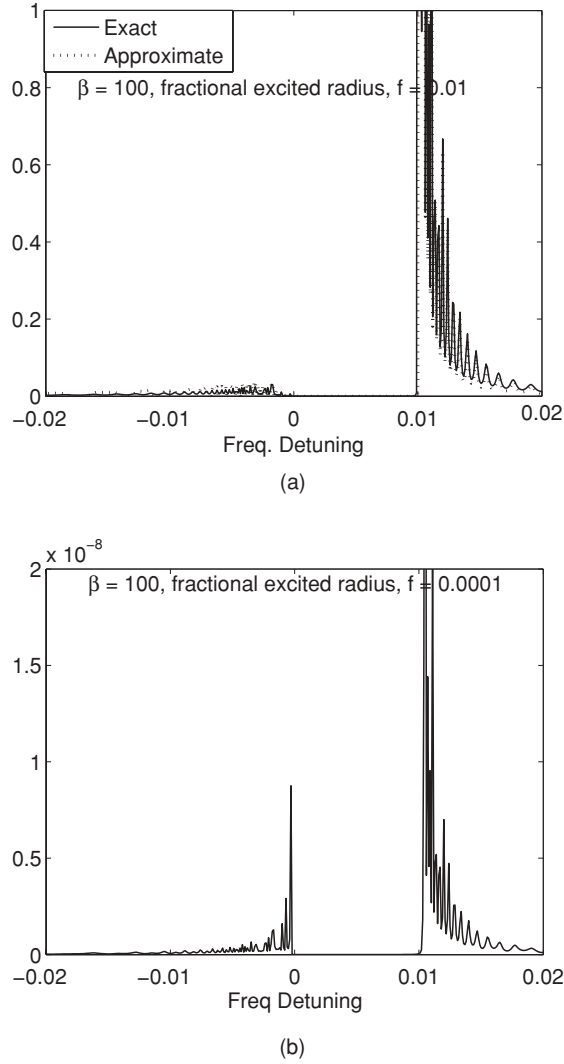 1
Exact
Approximate
β = 100, fractional excited radius, f = 0.01
0.8
0.6
0.4
0.2
0
−0.02 −0.01 0 0.01 0.02
Freq. Detuning
(a)
x 10⁻⁸
2
β = 100, fractional excited radius, f = 0.0001
1.5
1
0.5
0
−0.02 −0.01 0 0.01 0.02
Freq Detuning
(b)